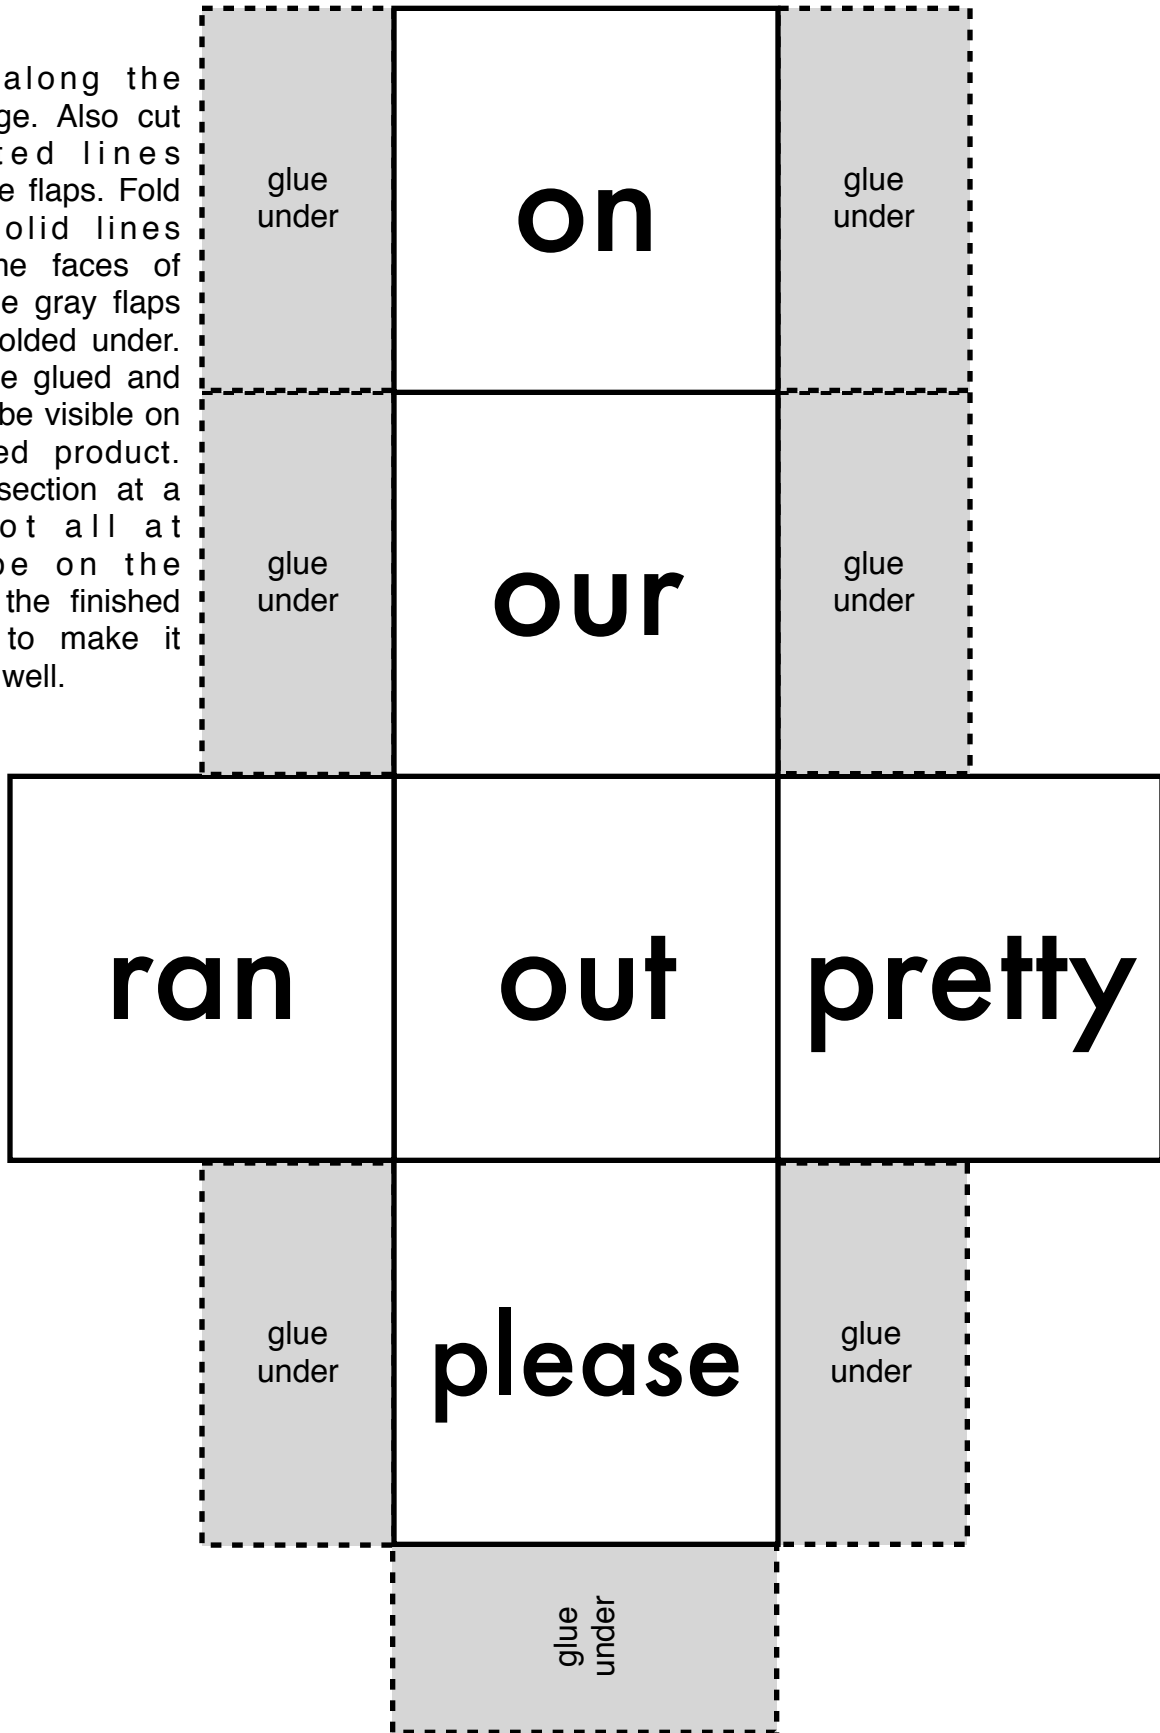 along the
ge. Also cut
ted lines
e flaps. Fold
olid lines
he faces of
e gray flaps
olded under.
e glued and
be visible on
ed product.
section at a
ot all at
pe on the
the finished
to make it
well.
glue
under
on
glue
under
glue
under
our
glue
under
ran
out
pretty
glue
under
please
glue
under
glue
under